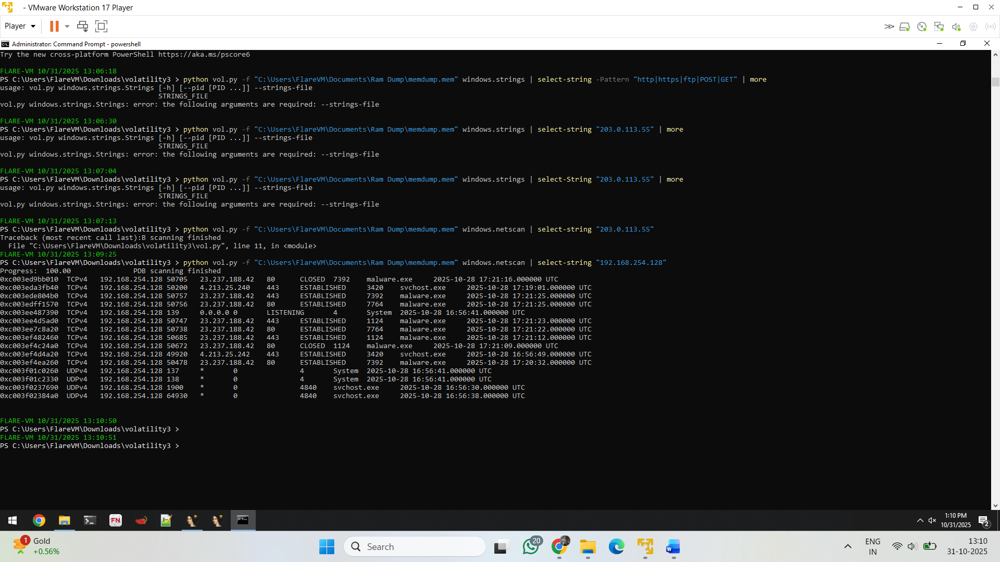 - VMware Workstation 17 Player
Player
Administrator: Command Prompt - powershell
Try the new cross-platform PowerShell https://aka.ms/pscore6
FLARE-VM 10/31/2025 13:06:18
PS C:\Users\FlareVM\Downloads\volatility3 > python vol.py -f "C:\Users\FlareVM\Documents\Ram Dump\memdump.mem" windows.strings | select-string -Pattern "http|https|ftp|POST|GET" | more
usage: vol.py windows.strings.Strings [-h] [--pid [PID ...]] --strings-file
STRINGS_FILE
vol.py windows.strings.Strings: error: the following arguments are required: --strings-file
FLARE-VM 10/31/2025 13:06:30
PS C:\Users\FlareVM\Downloads\volatility3 > python vol.py -f "C:\Users\FlareVM\Documents\Ram Dump\memdump.mem" windows.strings | select-string "203.0.113.55" | more
usage: vol.py windows.strings.Strings [-h] [--pid [PID ...]] --strings-file
STRINGS_FILE
vol.py windows.strings.Strings: error: the following arguments are required: --strings-file
FLARE-VM 10/31/2025 13:07:04
PS C:\Users\FlareVM\Downloads\volatility3 > python vol.py -f "C:\Users\FlareVM\Documents\Ram Dump\memdump.mem" windows.strings | select-String "203.0.113.55" | more
usage: vol.py windows.strings.Strings [-h] [--pid [PID ...]] --strings-file
STRINGS_FILE
vol.py windows.strings.Strings: error: the following arguments are required: --strings-file
FLARE-VM 10/31/2025 13:07:13
PS C:\Users\FlareVM\Downloads\volatility3 > python vol.py -f "C:\Users\FlareVM\Documents\Ram Dump\memdump.mem" windows.netscan | select-string "203.0.113.55"
Traceback (most recent call last):B scanning finished
File "C:\Users\FlareVM\Downloads\volatility3\vol.py", line 11, in <module>
FLARE-VM 10/31/2025 13:09:25
PS C:\Users\FlareVM\Downloads\volatility3 > python vol.py -f "C:\Users\FlareVM\Documents\Ram Dump\memdump.mem" windows.netscan | select-string "192.168.254.128"
Progress: 100.00 PDB scanning finished
0xc003ed9bb010 TCPv4 192.168.254.128 50705 23.237.188.42 80 CLOSED 7392 malware.exe 2025-10-28 17:21:16.000000 UTC
0xc003eda3fb40 TCPv4 192.168.254.128 50200 4.213.25.240 443 ESTABLISHED 3420 svchost.exe 2025-10-28 17:19:01.000000 UTC
0xc003ede804b0 TCPv4 192.168.254.128 50757 23.237.188.42 443 ESTABLISHED 7392 malware.exe 2025-10-28 17:21:25.000000 UTC
0xc003edff1570 TCPv4 192.168.254.128 50756 23.237.188.42 80 ESTABLISHED 7764 malware.exe 2025-10-28 17:21:25.000000 UTC
0xc003ee487390 TCPv4 192.168.254.128 139 0.0.0.0 0 LISTENING 4 System 2025-10-28 16:56:41.000000 UTC
0xc003ee4d5ad0 TCPv4 192.168.254.128 50747 23.237.188.42 443 ESTABLISHED 1124 malware.exe 2025-10-28 17:21:23.000000 UTC
0xc003ee7c8a20 TCPv4 192.168.254.128 50738 23.237.188.42 80 ESTABLISHED 7764 malware.exe 2025-10-28 17:21:22.000000 UTC
0xc003ef482460 TCPv4 192.168.254.128 50685 23.237.188.42 443 ESTABLISHED 1124 malware.exe 2025-10-28 17:21:12.000000 UTC
0xc003ef4c24a0 TCPv4 192.168.254.128 50672 23.237.188.42 80 CLOSED 1124 malware.exe 2025-10-28 17:21:09.000000 UTC
0xc003ef4d4a20 TCPv4 192.168.254.128 49920 4.213.25.242 443 ESTABLISHED 3420 svchost.exe 2025-10-28 16:56:49.000000 UTC
0xc003ef4ea260 TCPv4 192.168.254.128 50478 23.237.188.42 80 ESTABLISHED 7392 malware.exe 2025-10-28 17:20:32.000000 UTC
0xc003f01c0260 UDPv4 192.168.254.128 137 * 0 4 System 2025-10-28 16:56:41.000000 UTC
0xc003f01c2330 UDPv4 192.168.254.128 138 * 0 4 System 2025-10-28 16:56:41.000000 UTC
0xc003f0237690 UDPv4 192.168.254.128 1900 * 0 4840 svchost.exe 2025-10-28 16:56:30.000000 UTC
0xc003f02384a0 UDPv4 192.168.254.128 64930 * 0 4840 svchost.exe 2025-10-28 16:56:38.000000 UTC
FLARE-VM 10/31/2025 13:10:50
PS C:\Users\FlareVM\Downloads\volatility3 >
FLARE-VM 10/31/2025 13:10:51
PS C:\Users\FlareVM\Downloads\volatility3 >
FN
1:10 PM
10/31/2025
2
1
Gold
+0.56%
Search
20
W
ENG
IN
13:10
31-10-2025